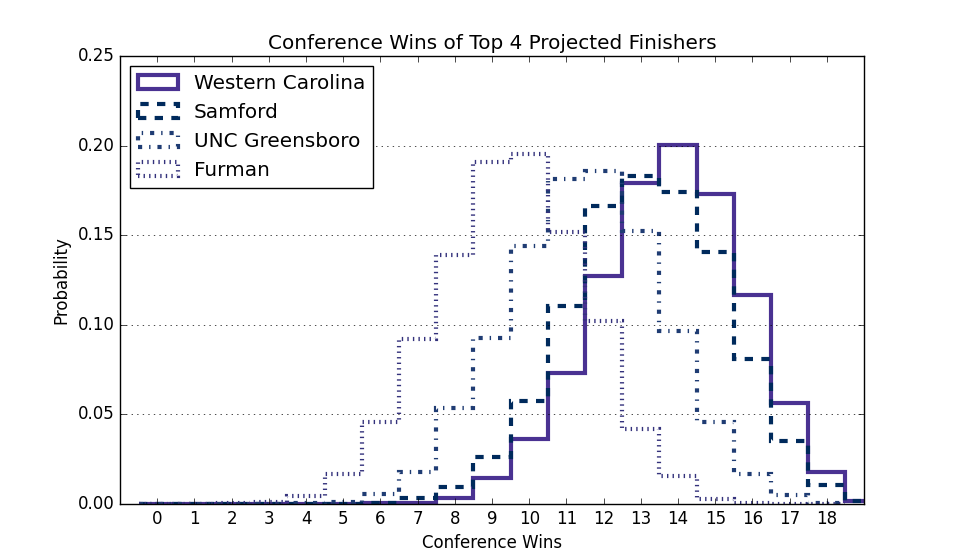 Conference Wins of Top 4 Projected Finishers
Western Carolina
Samford
UNC Greensboro
Furman
0.25
0.20
0.15
0.10
0.05
0.00
Probability
0 1 2 3 4 5 6 7 8 9 10 11 12 13 14 15 16 17 18
Conference Wins